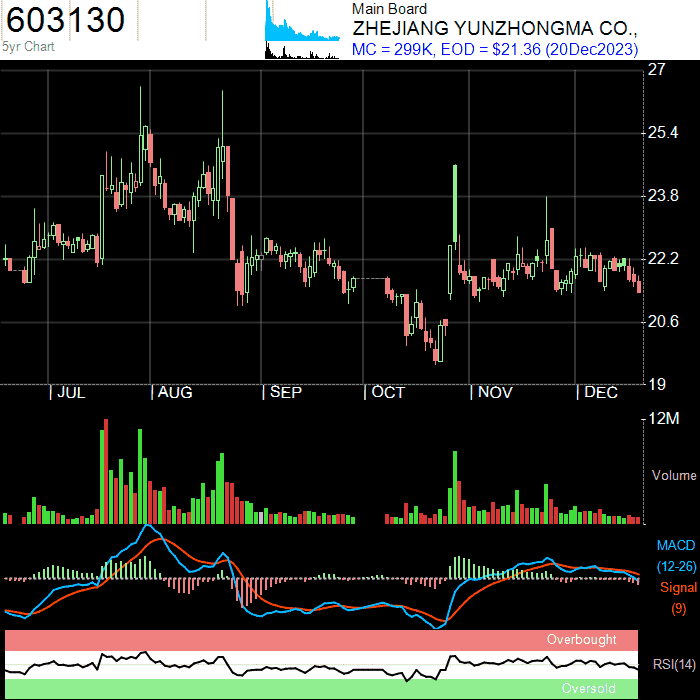 603130
5yr Chart
Main Board
ZHEJIANG YUNZHONGMA CO.,
MC = 299K, EOD = $21.36 (20Dec2023)
27
25.4
23.8
22.2
20.6
19
JUL
AUG
SEP
OCT
NOV
DEC
12M
Volume
MACD
(12-26)
Signal
(9)
Overbought
RSI(14)
Oversold